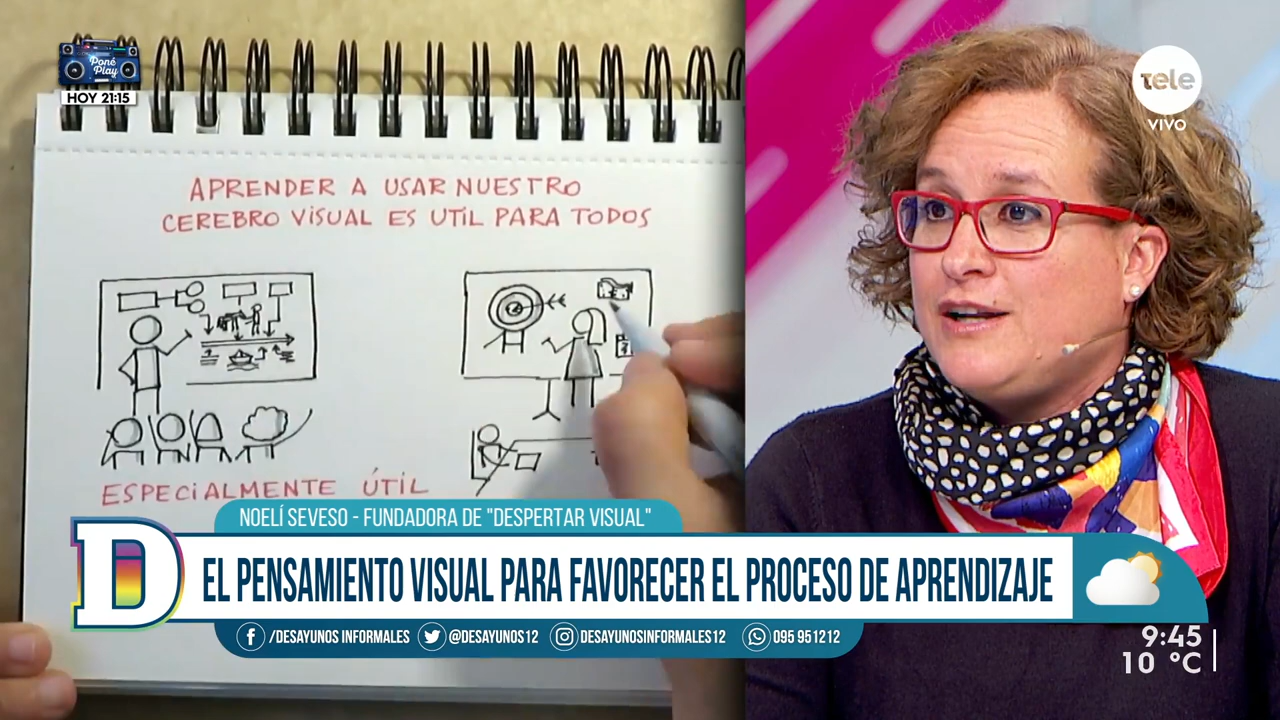 Poné
Play
HOY 21:15
tele
VIVO
APRENDER A USAR NUESTRO
CEREBRO VISUAL ES UTIL PARA TODOS
ESPECIALMENTE ÚTIL
NOELÍ SEVESO - FUNDADORA DE "DESPERTAR VISUAL"
D
EL PENSAMIENTO VISUAL PARA FAVORECER EL PROCESO DE APRENDIZAJE
/DESAYUNOS INFORMALES @DESAYUNOS12 DESAYUNOSINFORMALES12 095 951212
9:45
10 °C